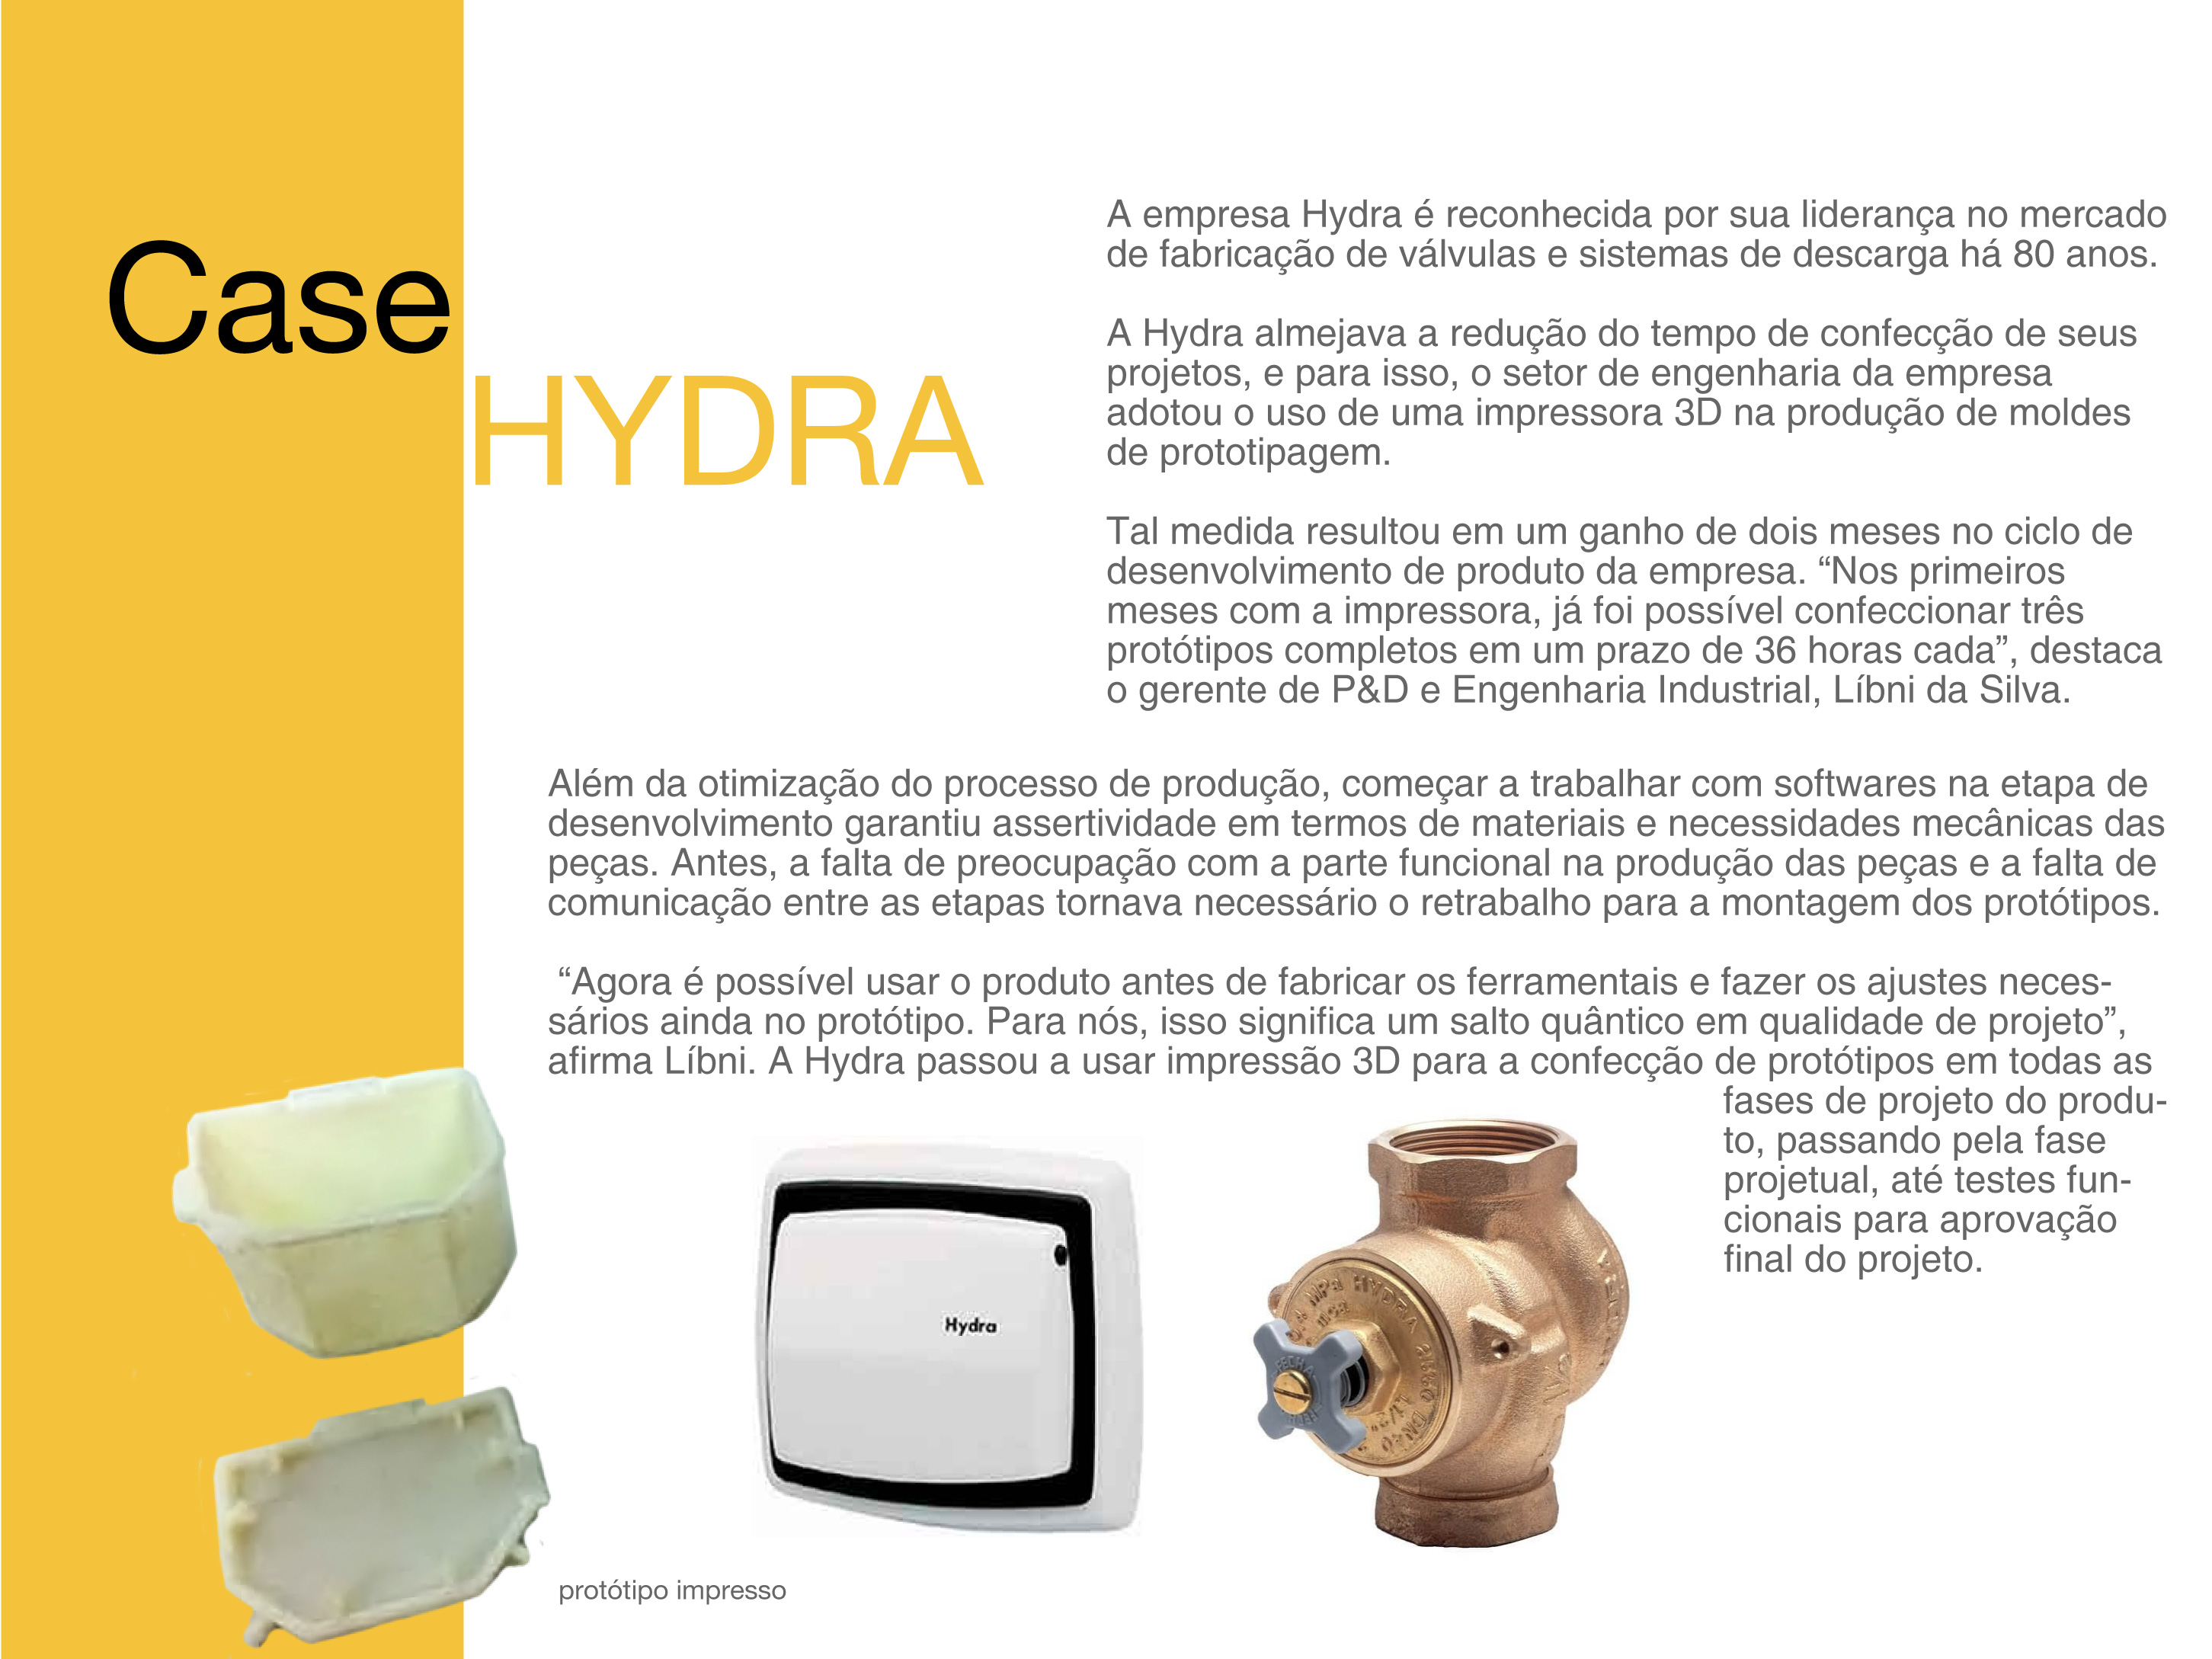 Case
HYDRA
A empresa Hydra é reconhecida por sua liderança no mercado
de fabricação de válvulas e sistemas de descarga há 80 anos.
A Hydra almejava a redução do tempo de confecção de seus
projetos, e para isso, o setor de engenharia da empresa
adotou o uso de uma impressora 3D na produção de moldes
de prototipagem.
Tal medida resultou em um ganho de dois meses no ciclo de
desenvolvimento de produto da empresa. “Nos primeiros
meses com a impressora, já foi possível confeccionar três
protótipos completos em um prazo de 36 horas cada”, destaca
o gerente de P&D e Engenharia Industrial, Líbni da Silva.
Além da otimização do processo de produção, começar a trabalhar com softwares na etapa de
desenvolvimento garantiu assertividade em termos de materiais e necessidades mecânicas das
peças. Antes, a falta de preocupação com a parte funcional na produção das peças e a falta de
comunicação entre as etapas tornava necessário o retrabalho para a montagem dos protótipos.
“Agora é possível usar o produto antes de fabricar os ferramentais e fazer os ajustes neces-
sários ainda no protótipo. Para nós, isso significa um salto quântico em qualidade de projeto”,
afirma Líbni. A Hydra passou a usar impressão 3D para a confecção de protótipos em todas as
fases de projeto do produ-
to, passando pela fase
projetual, até testes fun-
cionais para aprovação
final do projeto.
Hydra
MPa HYDRA
DN40
1 1/2"
FECHA
protótipo impresso